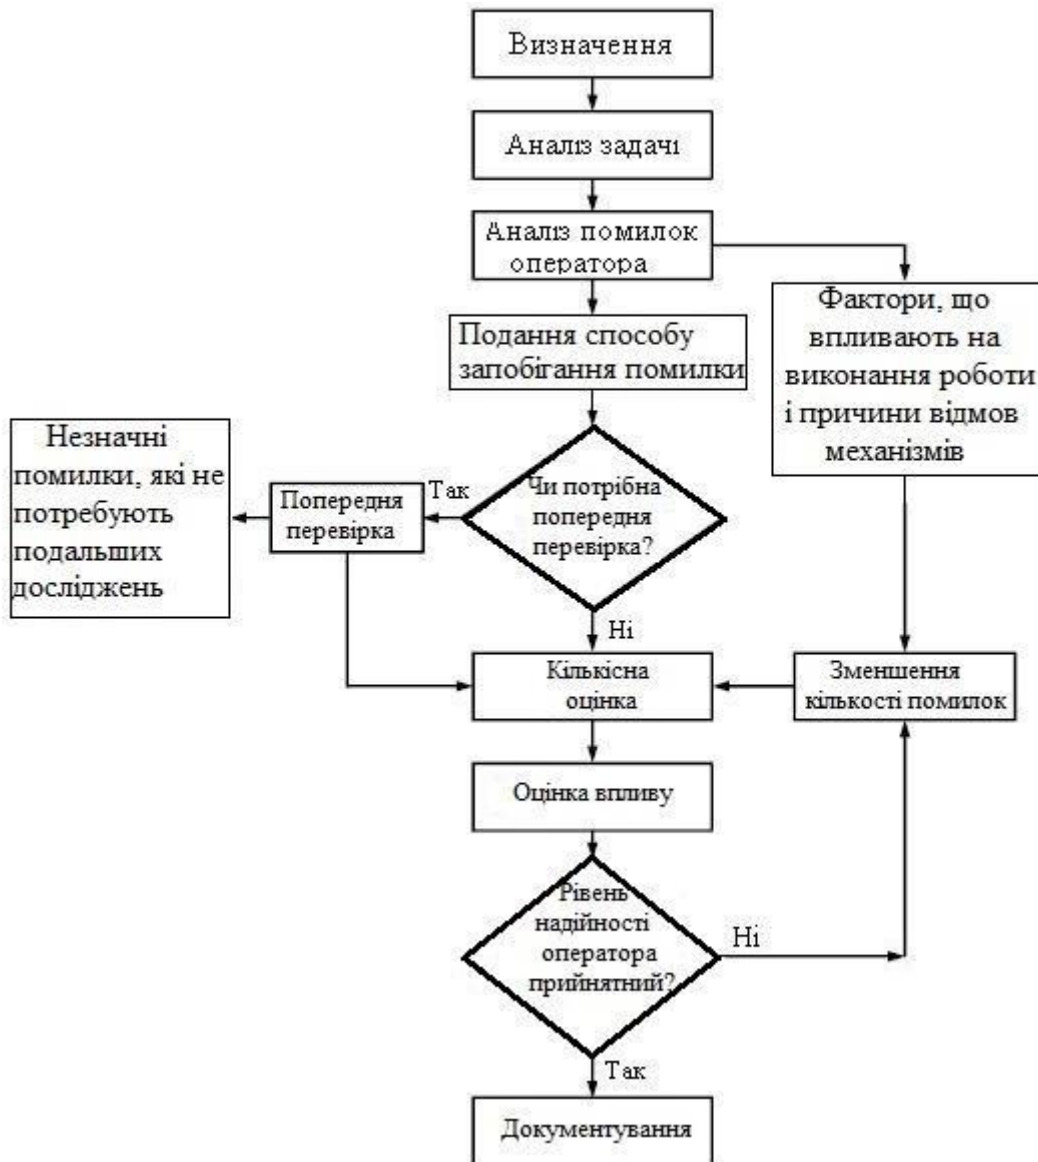 Визначення
Аналіз задачі
Аналіз помилок
оператора
Подання способу
запобігання помилки
Фактори, що
впливають на
виконання роботи
і причини відмов
механізмів
Незначні
помилки, які не
потребують
подальших
досліджень
Попередня
перевірка
Так
Чи потрібна
попередня
перевірка?
Ні
Кількісна
оцінка
Зменшення
кількості помилок
Оцінка впливу
Рівень
надійності
оператора
прийнятний?
Ні
Так
Документування